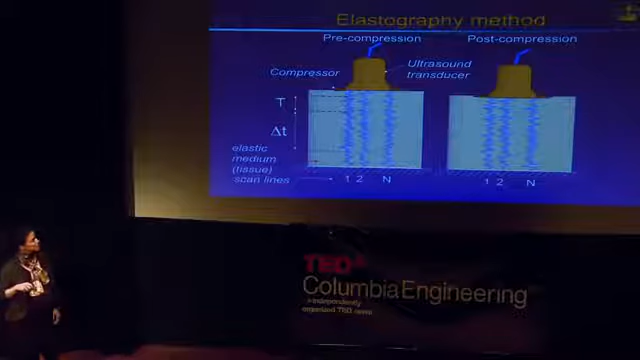 Elastography method
Pre-compression
Post-compression
Compressor
Ultrasound
transducer
T
Δt
elastic
medium
(tissue)
scan lines
1 2 N
1 2 N
TEDx
ColumbiaEngineering
x=independently
organized TED event